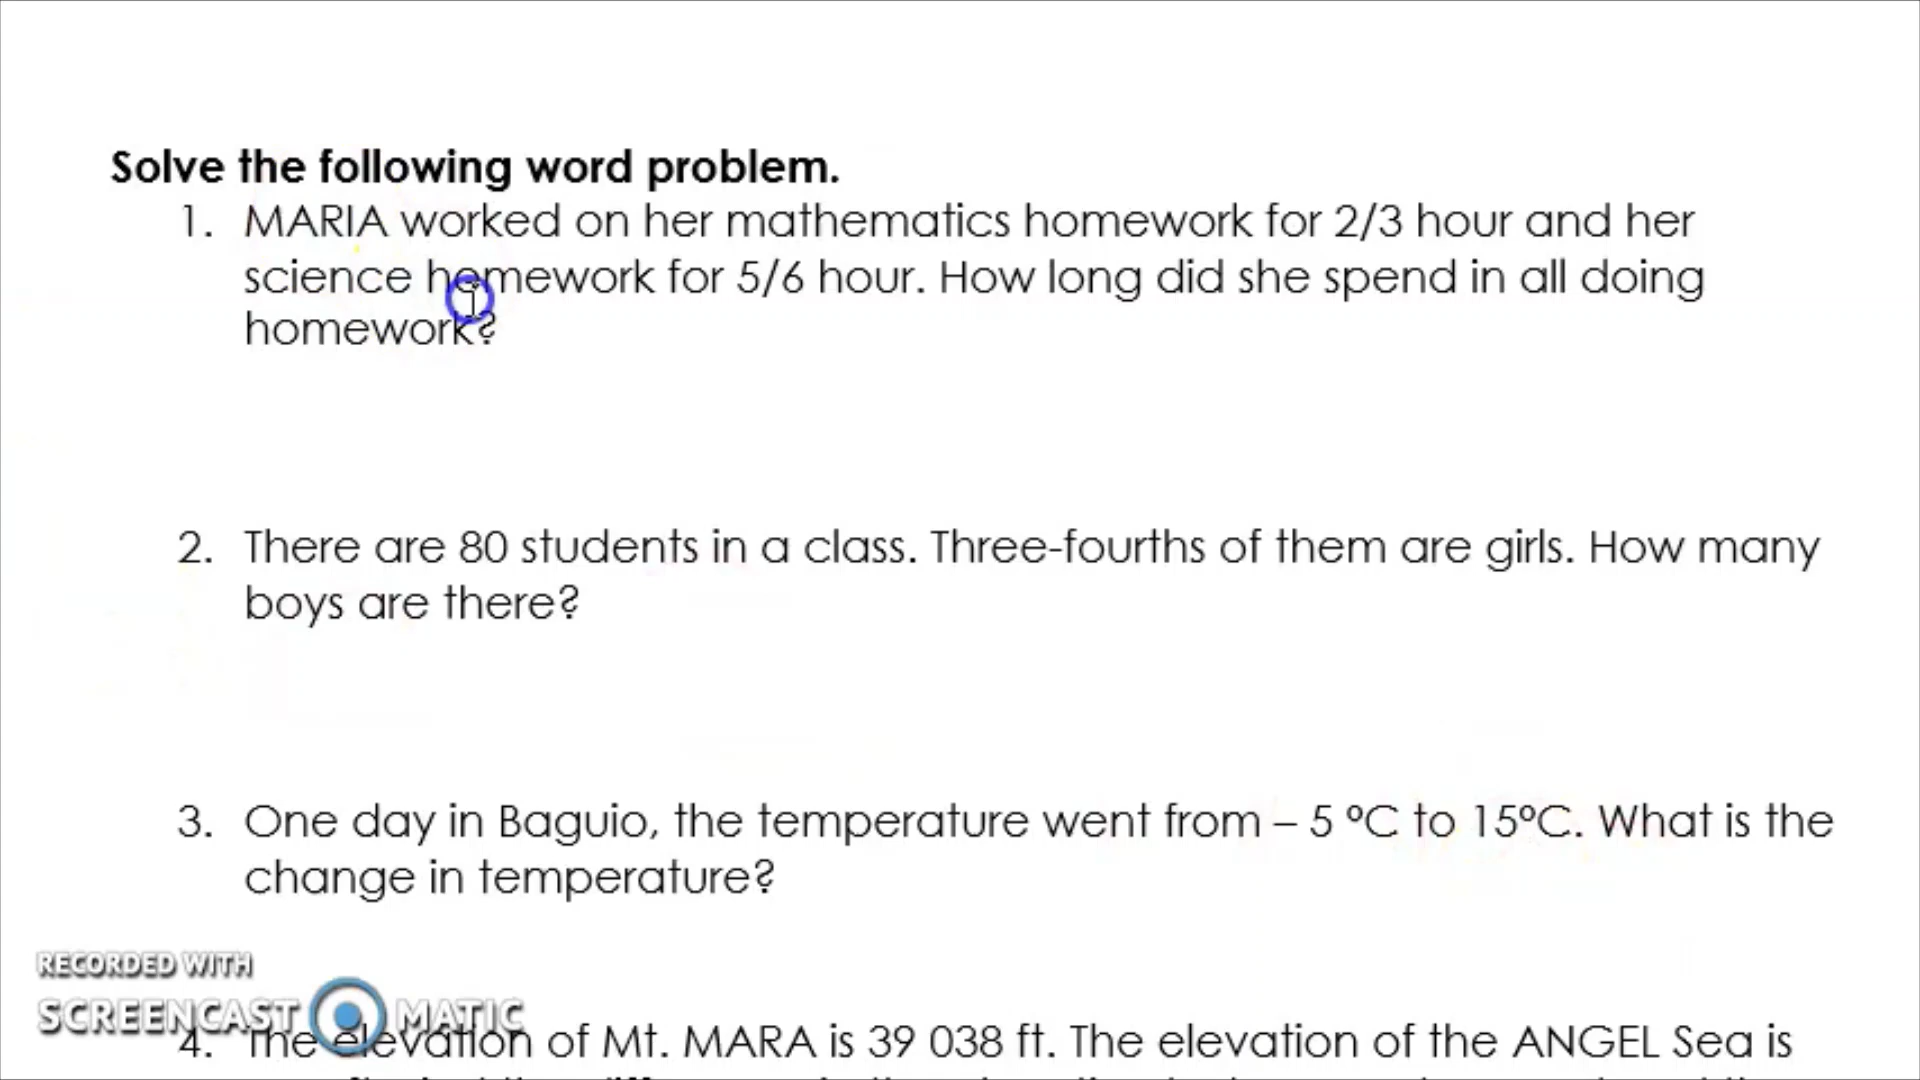 Solve the following word problem.
1. MARIA worked on her mathematics homework for 2/3 hour and her
science homework for 5/6 hour. How long did she spend in all doing
homework?
2. There are 80 students in a class. Three-fourths of them are girls. How many
boys are there?
3. One day in Baguio, the temperature went from – 5 ºC to 15ºC. What is the
change in temperature?
RECORDED WITH
SCREENCAST MATIC
4. The elevation of Mt. MARA is 39 038 ft. The elevation of the ANGEL Sea is